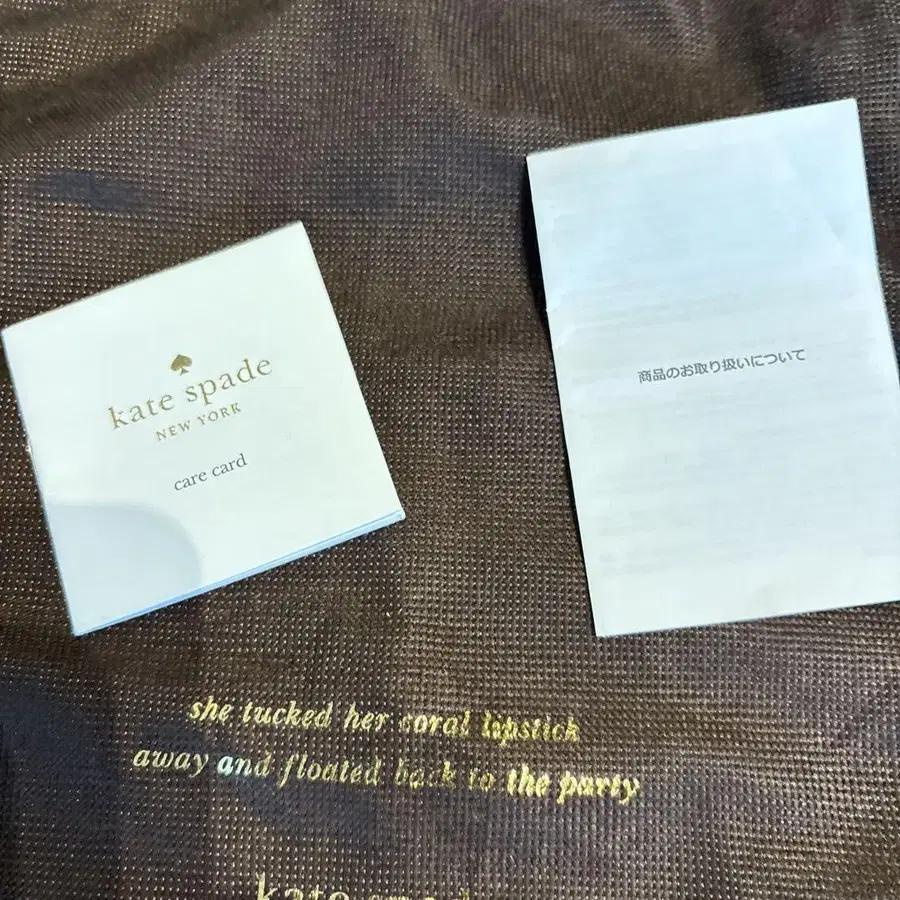 kate spade
NEW YORK
care card
商品のお取り扱いについて
she tucked her coral lipstick
away and floated back to the party
kate